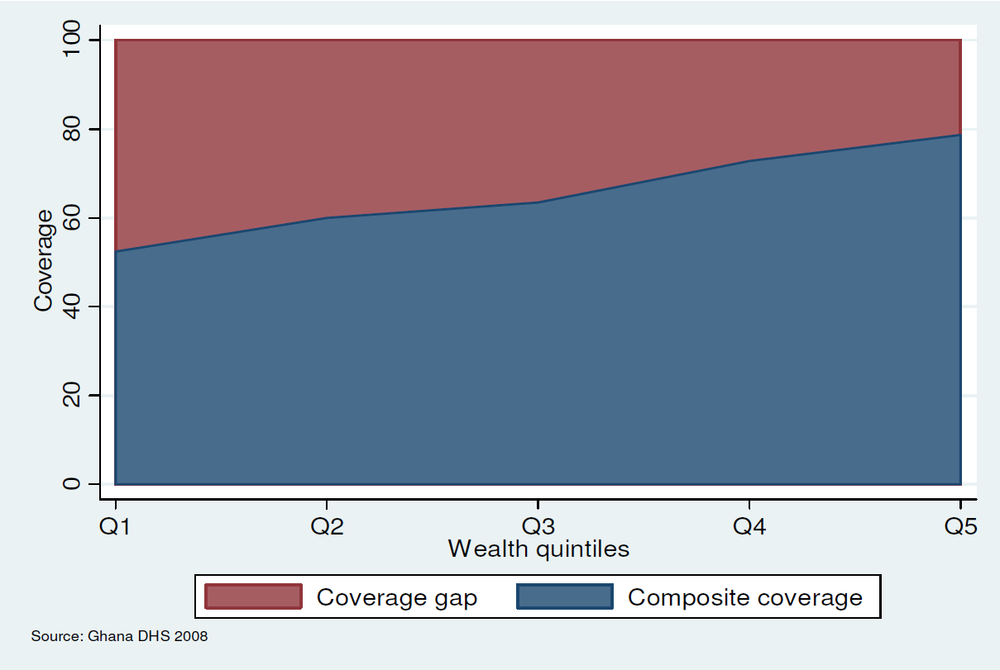 100
80
60
40
20
0
Coverage
Q1 Q2 Q3 Q4 Q5
Wealth quintiles
Coverage gap Composite coverage
Source: Ghana DHS 2008